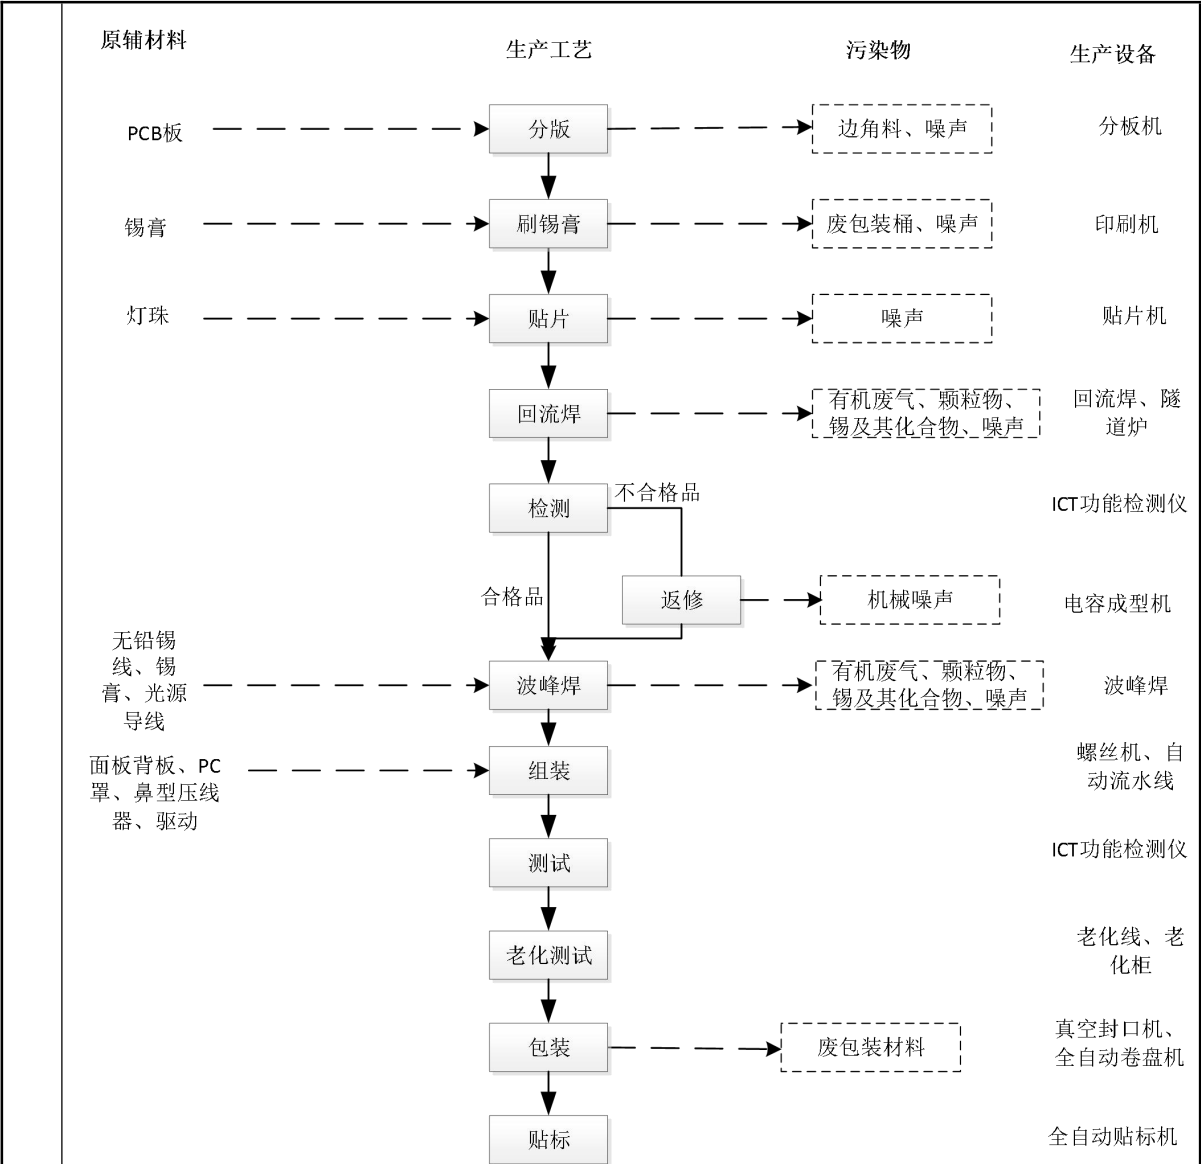 原辅材料
生产工艺
污染物
生产设备
PCB板
分版
边角料、噪声
分板机
锡膏
刷锡膏
废包装桶、噪声
印刷机
灯珠
贴片
噪声
贴片机
回流焊
有机废气、颗粒物、
锡及其化合物、噪声
回流焊、隧
道炉
检测
不合格品
ICT功能检测仪
合格品
返修
机械噪声
电容成型机
无铅锡
线、锡
膏、光源
导线
波峰焊
有机废气、颗粒物、
锡及其化合物、噪声
波峰焊
面板背板、PC
罩、鼻型压线
器、驱动
组装
螺丝机、自
动流水线
测试
ICT功能检测仪
老化测试
老化线、老
化柜
包装
废包装材料
真空封口机、
全自动卷盘机
贴标
全自动贴标机